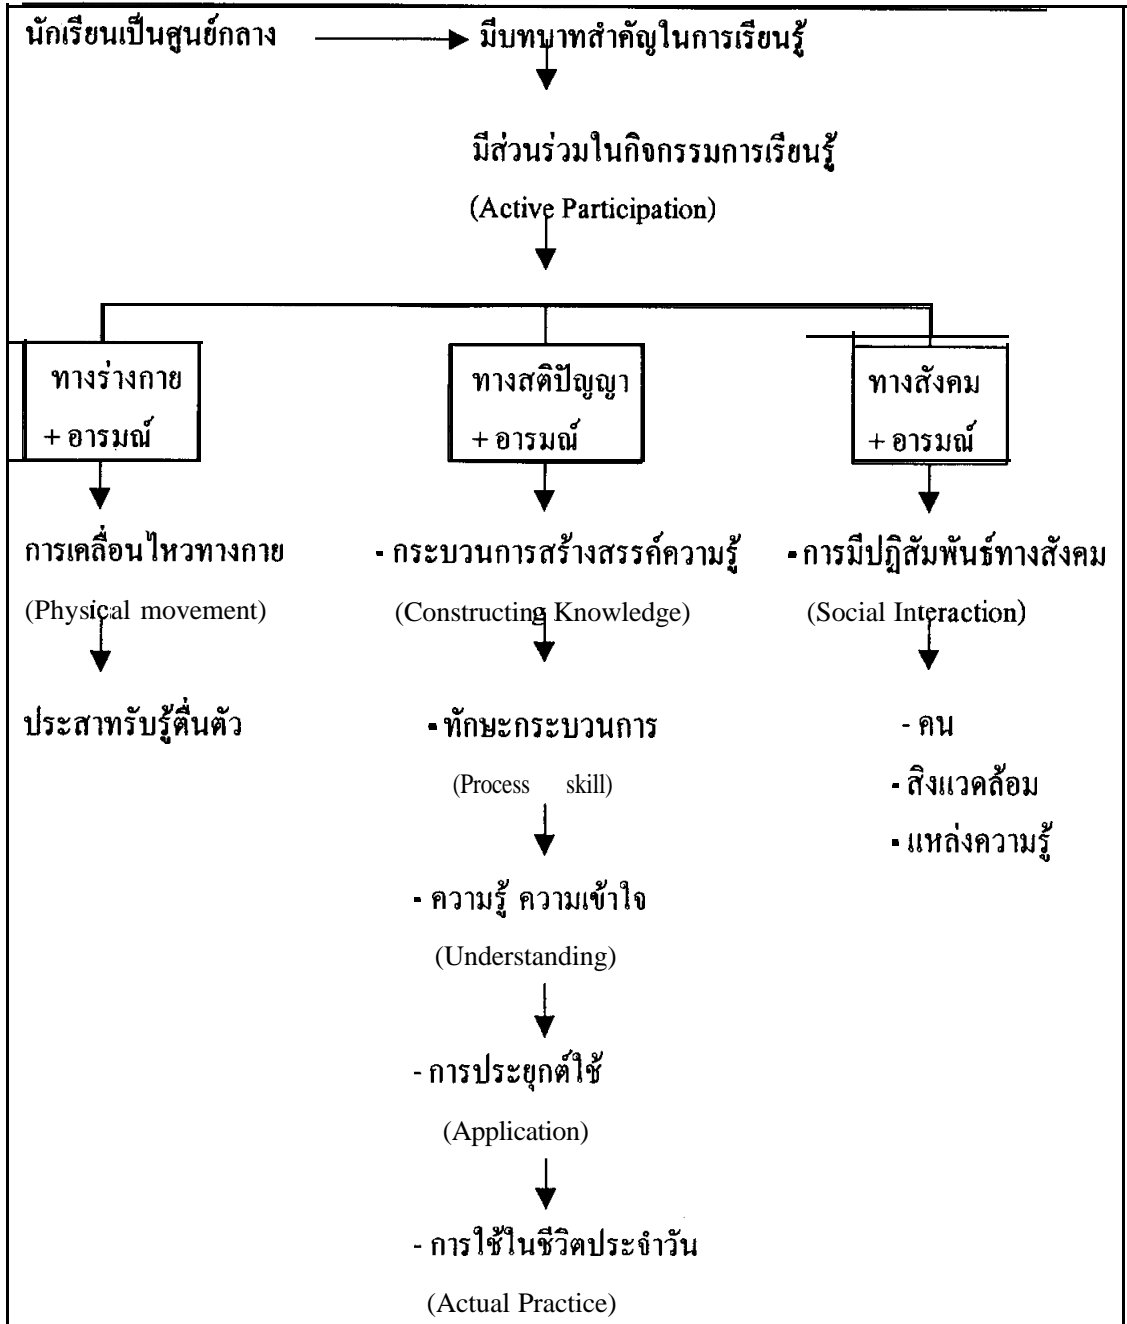 นักเรียนเป็นศูนย์กลาง มีบทบาทสำคัญในการเรียนรู้
มีส่วนร่วมในกิจกรรมการเรียนรู้
(Active Participation)
ทางร่างกาย
+ อารมณ์
ทางสติปัญญา
+ อารมณ์
ทางสังคม
+ อารมณ์
การเคลื่อนไหวทางกาย
(Physical movement)
ประสาทรับรู้ตื่นตัว
- กระบวนการสร้างสรรค์ความรู้
(Constructing Knowledge)
- ทักษะกระบวนการ
(Process skill)
- ความรู้ ความเข้าใจ
(Understanding)
- การประยุกต์ใช้
(Application)
- การใช้ในชีวิตประจำวัน
(Actual Practice)
- การมีปฏิสัมพันธ์ทางสังคม
(Social Interaction)
- คน
- สิ่งแวดล้อม
- แหล่งความรู้